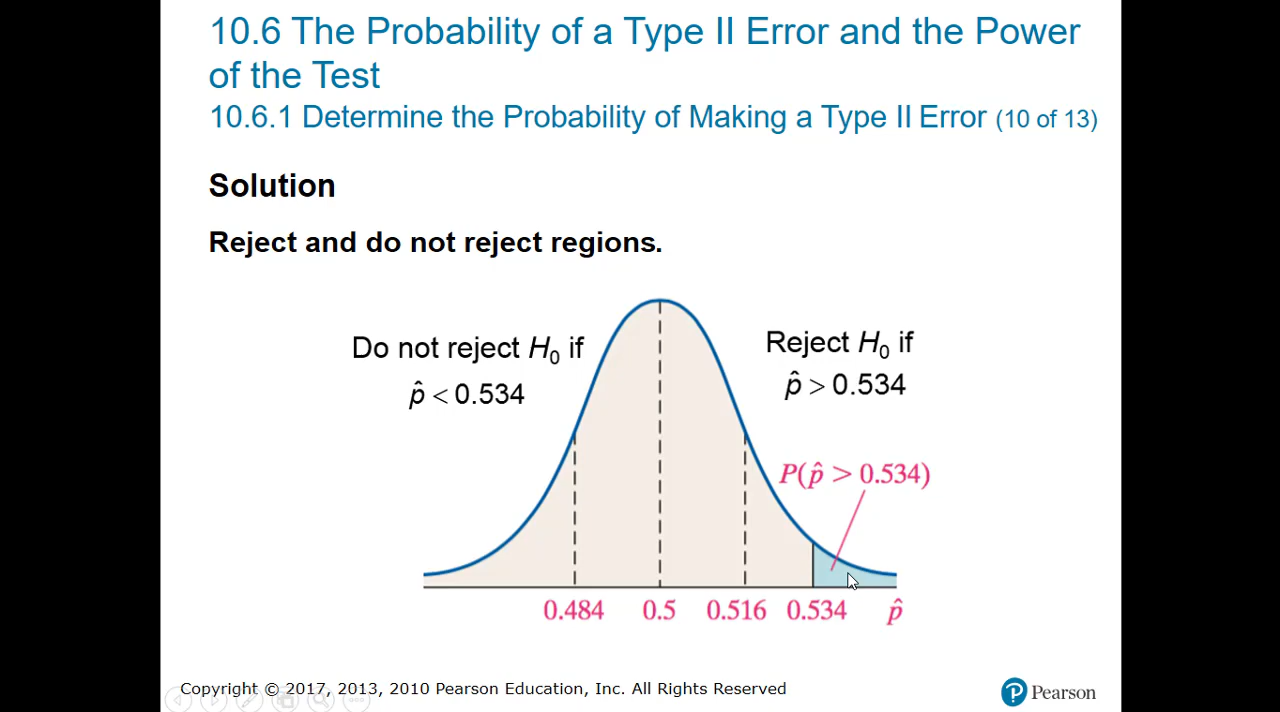 10.6 The Probability of a Type II Error and the Power
of the Test
10.6.1 Determine the Probability of Making a Type II Error (10 of 13)
Solution
Reject and do not reject regions.
Do not reject H₀ if
p̂ < 0.534
Reject H₀ if
p̂ > 0.534
P(p̂ > 0.534)
0.484 0.5 0.516 0.534 p̂
Copyright © 2017, 2013, 2010 Pearson Education, Inc. All Rights Reserved
P Pearson